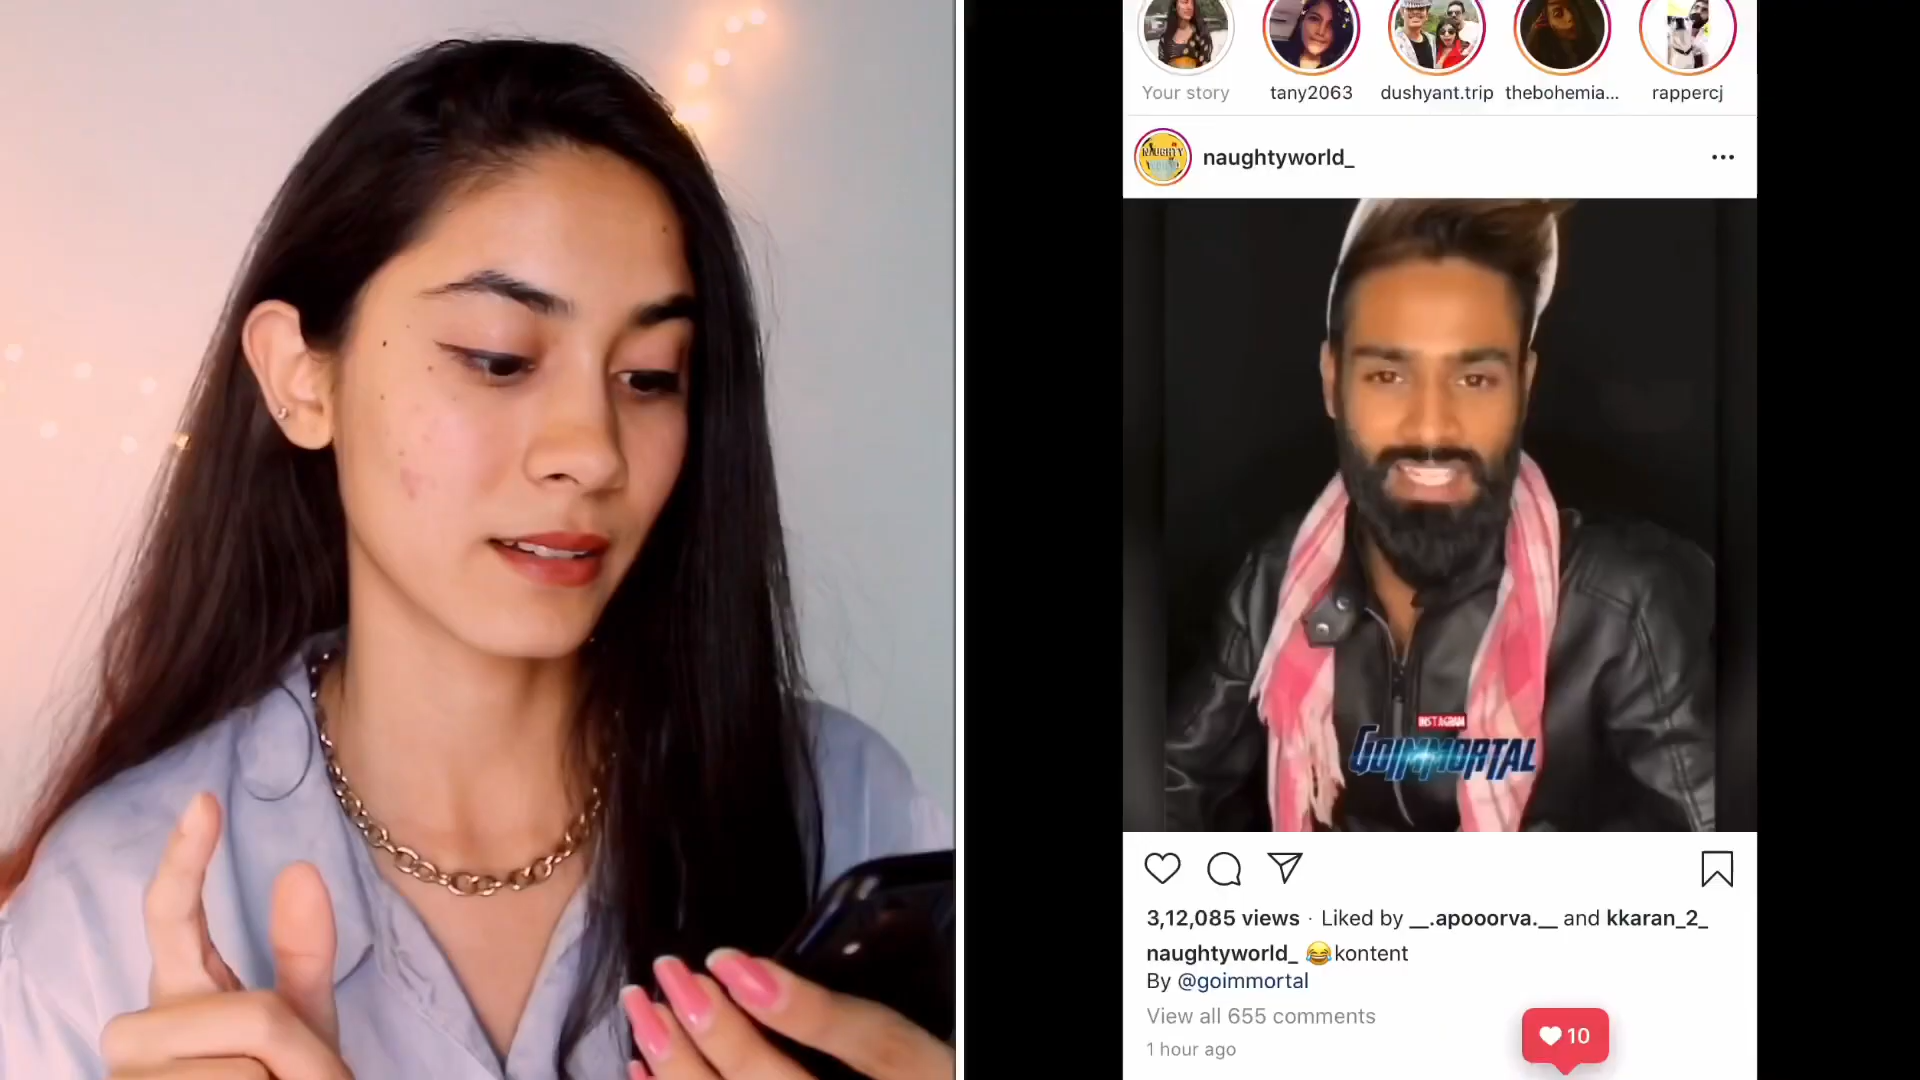 Your story
tany2063
dushyant.trip
thebohemia...
rappercj
NAUGHTY
naughtyworld_
INSTAGRAM
GOIMMORTAL
3,12,085 views · Liked by __.apooorva.__ and kkaran_2_
naughtyworld_ 😂kontent
By @goimmortal
View all 655 comments
1 hour ago
10